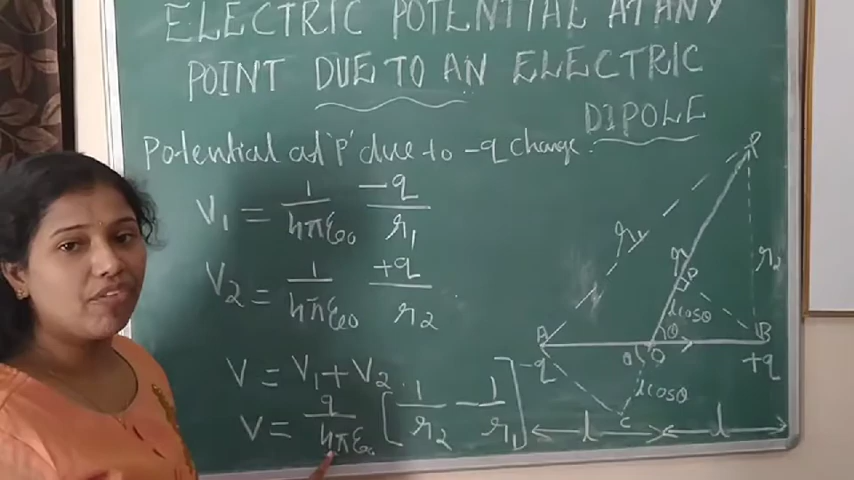 ELECTRIC POTENTIAL AT ANY
POINT DUE TO AN ELECTRIC
DIPOLE
Potential at 'P' due to -q charge:
V₁ = 1/4πε₀ -q/r₁
V₂ = 1/4πε₀ +q/r₂
V = V₁ + V₂
V = q/4πε₀ [1/r₂ - 1/r₁]
P
r₁
r
r₂
D
lcosθ
θ
A
B
θ
O
-q
+q
lcosθ
C
l
l